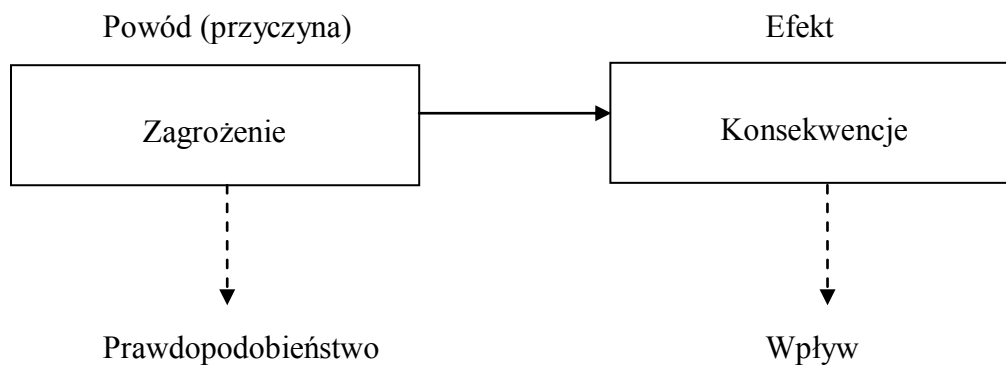 Powód (przyczyna)
Efekt
Zagrożenie
Konsekwencje
Prawdopodobieństwo
Wpływ